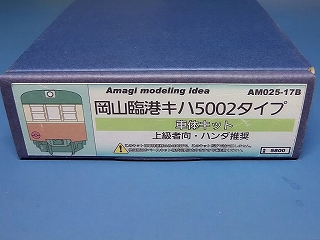 Amagi modeling idea
AM025-17B
岡山臨港キハ5002タイプ
車体キット
上級者向・ハンダ推奨
5800